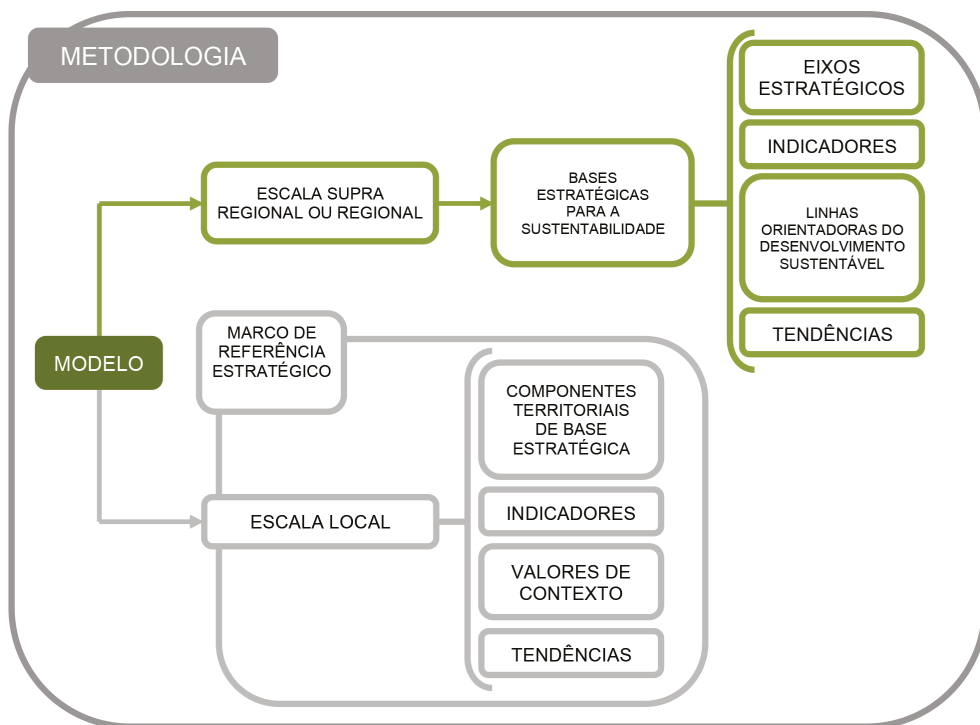 METODOLOGIA
MODELO
ESCALA SUPRA
REGIONAL OU REGIONAL
BASES
ESTRATÉGICAS
PARA A
SUSTENTABILIDADE
EIXOS
ESTRATÉGICOS
INDICADORES
LINHAS
ORIENTADORAS DO
DESENVOLVIMENTO
SUSTENTÁVEL
TENDÊNCIAS
MARCO DE
REFERÊNCIA
ESTRATÉGICO
ESCALA LOCAL
COMPONENTES
TERRITORIAIS
DE BASE
ESTRATÉGICA
INDICADORES
VALORES DE
CONTEXTO
TENDÊNCIAS